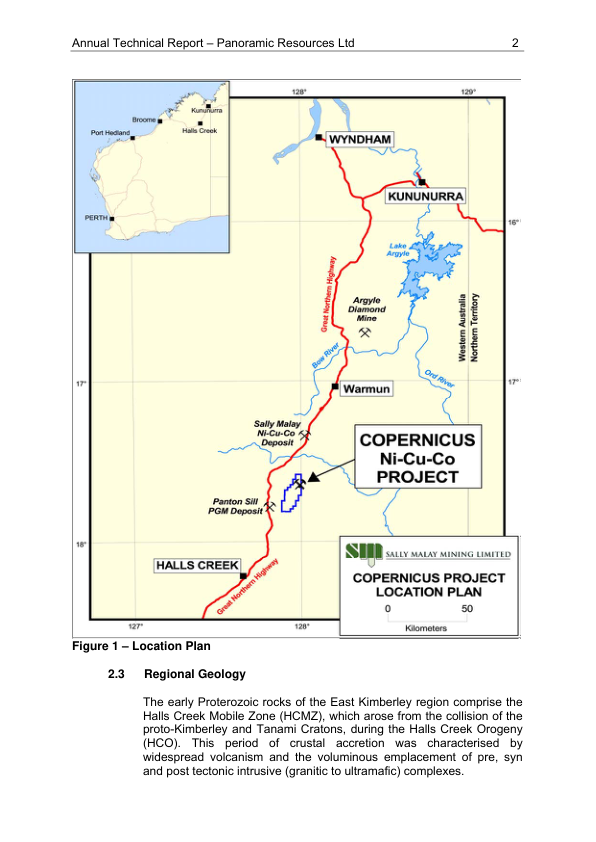 Annual Technical Report – Panoramic Resources Ltd 2
128°
129°
Kununurra
Broome
Halls Creek
Port Hedland
PERTH
WYNDHAM
KUNUNURRA
16°
Lake
Argyle
Great Northern Highway
Argyle
Diamond
Mine
Western Australia
Northern Territory
Bow River
17°
17°
Warmun
Ord River
Sally Malay
Ni-Cu-Co
Deposit
COPERNICUS
Ni-Cu-Co
PROJECT
Panton Sill
PGM Deposit
18°
HALLS CREEK
Great Northern Highway
sm SALLY MALAY MINING LIMITED
COPERNICUS PROJECT
LOCATION PLAN
0 50
Kilometers
127°
128°
Figure 1 – Location Plan
2.3 Regional Geology
The early Proterozoic rocks of the East Kimberley region comprise the
Halls Creek Mobile Zone (HCMZ), which arose from the collision of the
proto-Kimberley and Tanami Cratons, during the Halls Creek Orogeny
(HCO). This period of crustal accretion was characterised by
widespread volcanism and the voluminous emplacement of pre, syn
and post tectonic intrusive (granitic to ultramafic) complexes.